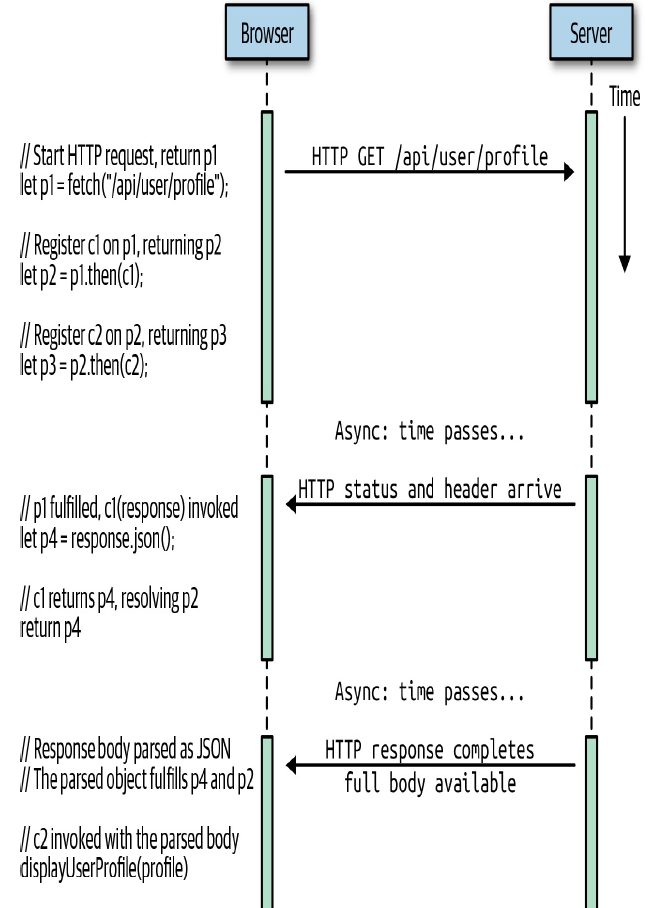 Browser
Server
Time
// Start HTTP request, return p1
let p1 = fetch("/api/user/profile");
HTTP GET /api/user/profile
// Register c1 on p1, returning p2
let p2 = p1.then(c1);
// Register c2 on p2, returning p3
let p3 = p2.then(c2);
Async: time passes...
HTTP status and header arrive
// p1 fulfilled, c1(response) invoked
let p4 = response.json();
// c1 returns p4, resolving p2
return p4
Async: time passes...
// Response body parsed as JSON
// The parsed object fulfills p4 and p2
HTTP response completes
full body available
// c2 invoked with the parsed body
displayUserProfile(profile)